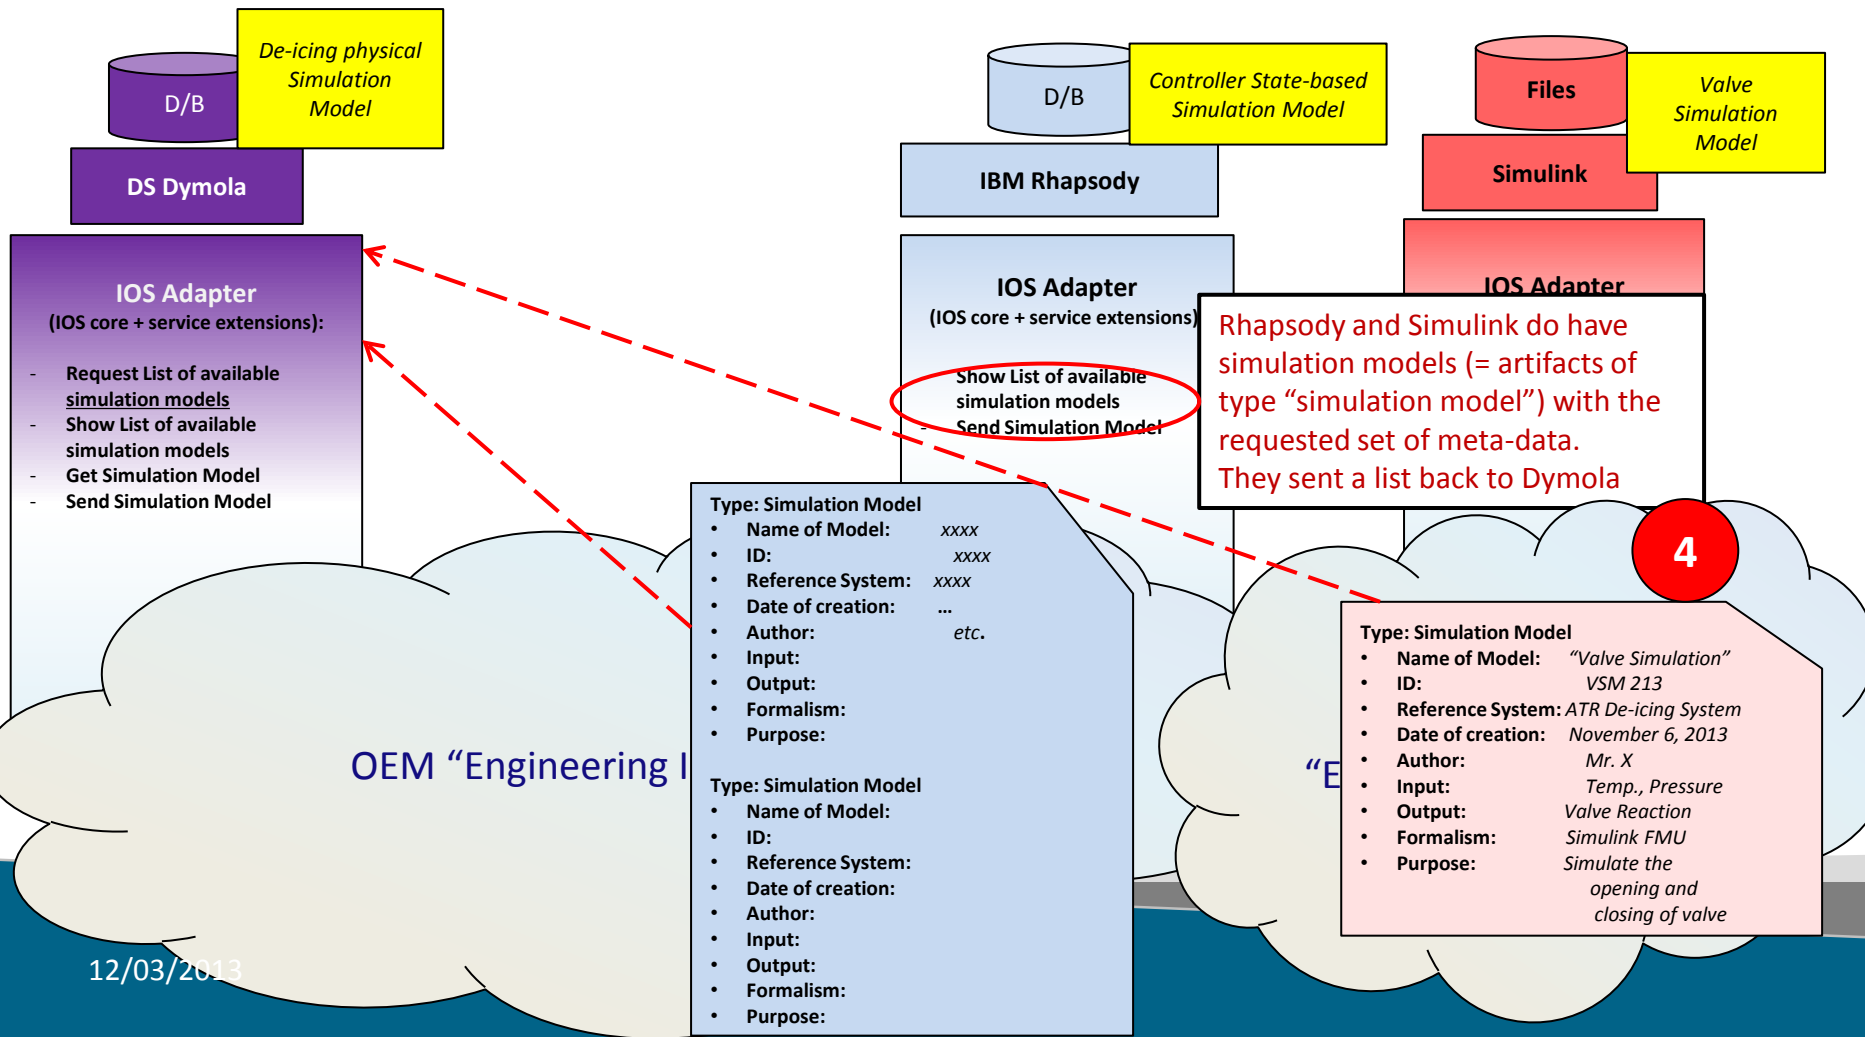 De-icing physical
Simulation
Model
D/B
DS Dymola
IOS Adapter
(IOS core + service extensions):
- Request List of available
simulation models
- Show List of available
simulation models
- Get Simulation Model
- Send Simulation Model
D/B
Controller State-based
Simulation Model
IBM Rhapsody
IOS Adapter
(IOS core + service extensions)
Show List of available
simulation models
- Send Simulation Model
Files
Valve
Simulation
Model
Simulink
IOS Adapter
Rhapsody and Simulink do have
simulation models (= artifacts of
type “simulation model”) with the
requested set of meta-data.
They sent a list back to Dymola
4
Type: Simulation Model
• Name of Model: xxxx
• ID: xxxx
• Reference System: xxxx
• Date of creation: ...
• Author: etc.
• Input:
• Output:
• Formalism:
• Purpose:
Type: Simulation Model
• Name of Model:
• ID:
• Reference System:
• Date of creation:
• Author:
• Input:
• Output:
• Formalism:
• Purpose:
Type: Simulation Model
• Name of Model: “Valve Simulation”
• ID: VSM 213
• Reference System: ATR De-icing System
• Date of creation: November 6, 2013
• Author: Mr. X
• Input: Temp., Pressure
• Output: Valve Reaction
• Formalism: Simulink FMU
• Purpose: Simulate the
opening and
closing of valve
OEM “Engineering I
“E
12/03/2013